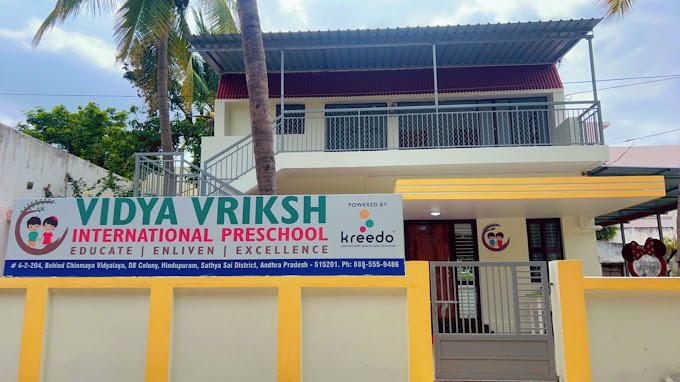 VIDYA VRIKSH
INTERNATIONAL PRESCHOOL
EDUCATE | ENLIVEN | EXCELLENCE
POWERED BY
kreedo
# 4-2-204, Behind Chinmaya Vidyalaya, DB Colony, Hindupuram, Sathya Sai District, Andhra Pradesh - 515201. Ph: 888-555-9486